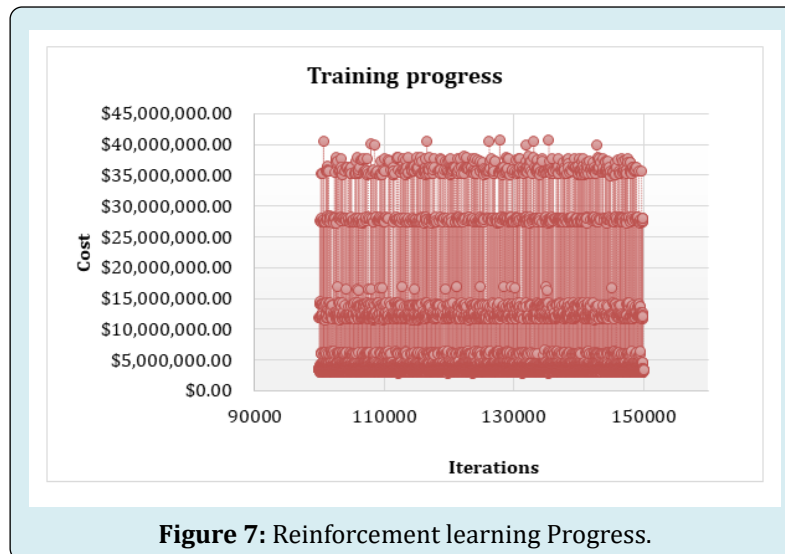 Training progress
$45,000,000.00
$40,000,000.00
$35,000,000.00
$30,000,000.00
$25,000,000.00
$20,000,000.00
$15,000,000.00
$10,000,000.00
$5,000,000.00
$0.00
Cost
90000 110000 130000 150000
Iterations
Figure 7: Reinforcement learning Progress.